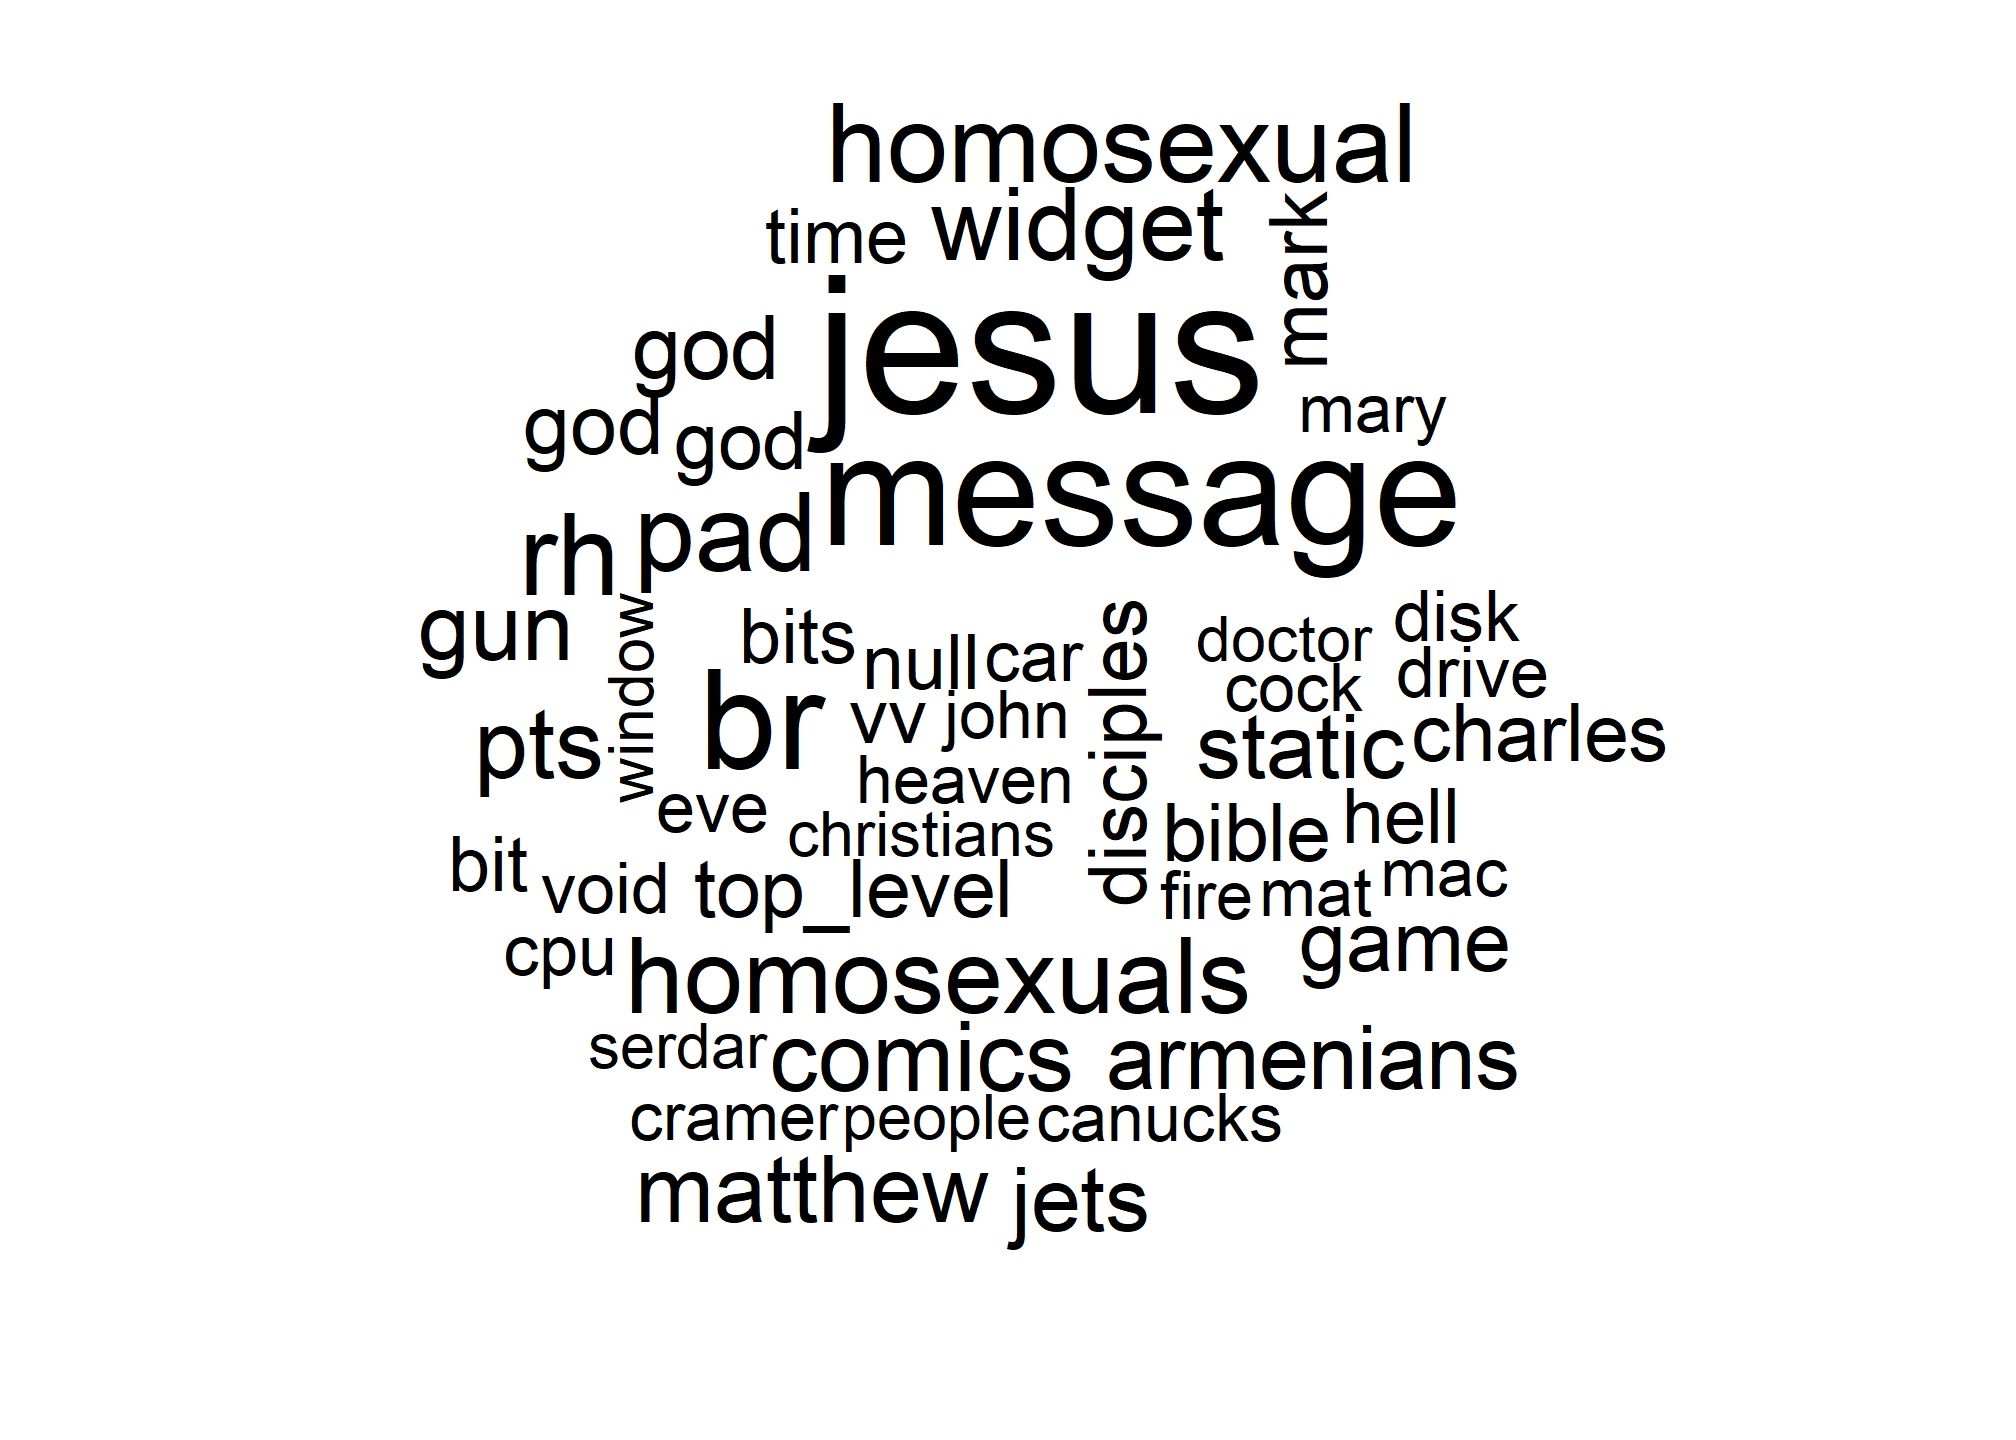 homosexual
time widget mark
jesus
god
mary
god god
message
rh pad
gun window bits null car disciples doctor disk
cock drive
pts br vv john static charles
heaven
eve christians bible hell
bit void top_level fire mat mac
cpu homosexuals game
serdar comics armenians
cramer people canucks
matthew jets